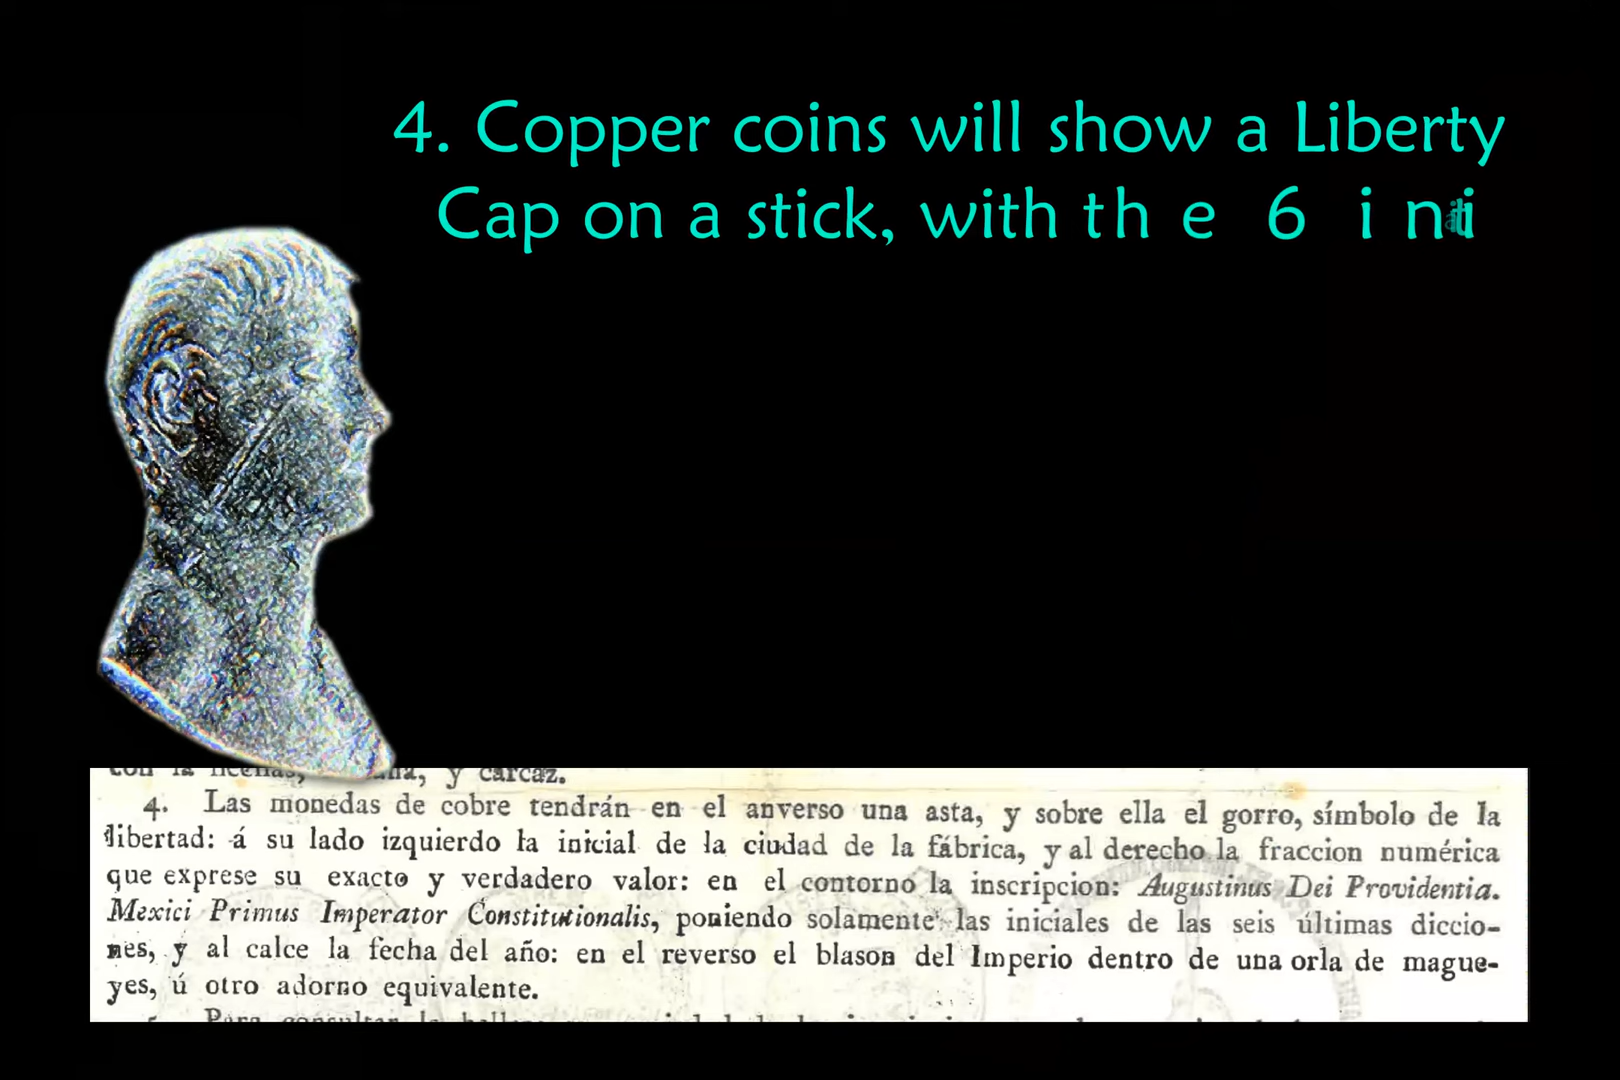 4. Copper coins will show a Liberty
Cap on a stick, with the 6 ini
y carcaz.
4. Las monedas de cobre tendrán en el anverso una asta, y sobre ella el gorro, símbolo de la
libertad: á su lado izquierdo la inicial de la ciudad de la fábrica, y al derecho la fraccion numérica
que exprese su exacto y verdadero valor: en el contorno la inscripcion: Augustinus Dei Providentia.
Mexici Primus Imperator Constitutionalis, poniendo solamente las iniciales de las seis últimas diccio-
nes, y al calce la fecha del año: en el reverso el blason del Imperio dentro de una orla de mague-
yes, ú otro adorno equivalente.